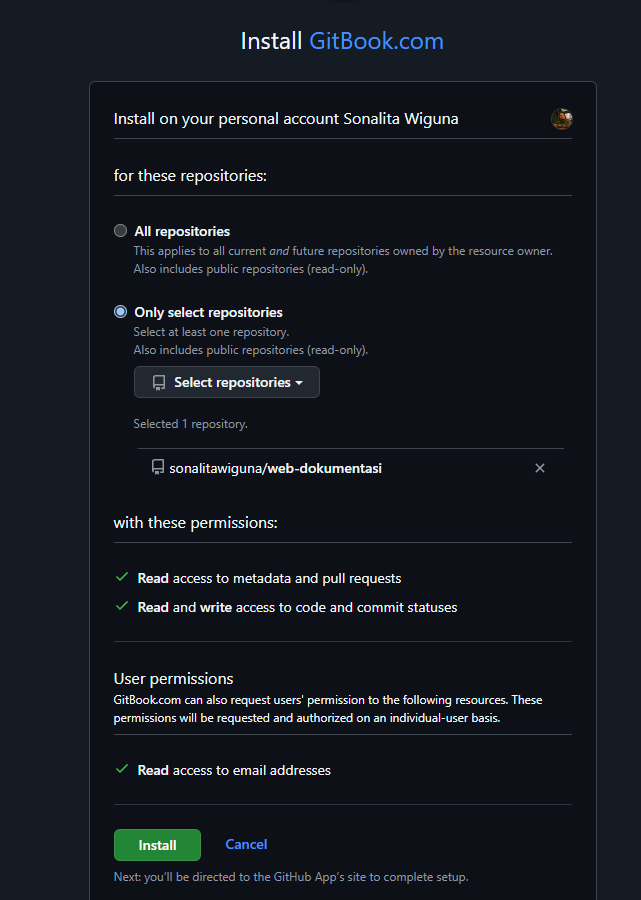 Install GitBook.com
Install on your personal account Sonalita Wiguna
for these repositories:
All repositories
This applies to all current and future repositories owned by the resource owner.
Also includes public repositories (read-only).
Only select repositories
Select at least one repository.
Also includes public repositories (read-only).
Select repositories
Selected 1 repository.
sonalitawiguna/web-dokumentasi
with these permissions:
Read access to metadata and pull requests
Read and write access to code and commit statuses
User permissions
GitBook.com can also request users' permission to the following resources. These
permissions will be requested and authorized on an individual-user basis.
Read access to email addresses
Install Cancel
Next: you’ll be directed to the GitHub App’s site to complete setup.